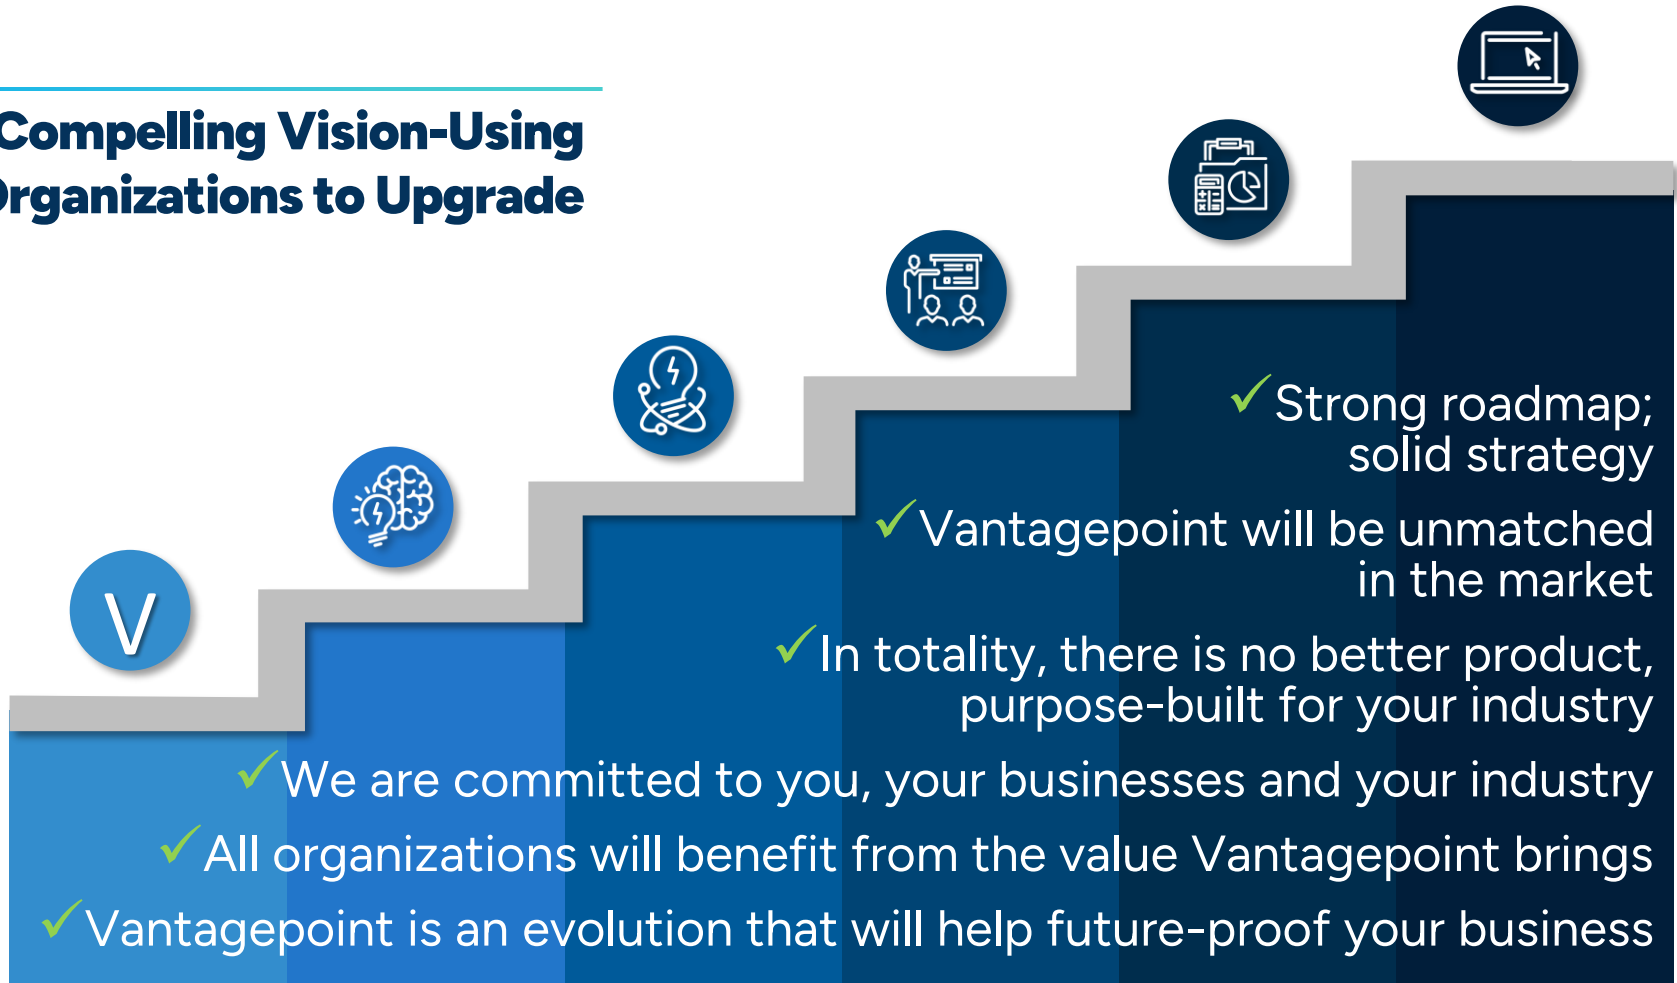 Compelling Vision-Using
Organizations to Upgrade
V
✓Strong roadmap;
solid strategy
✓Vantagepoint will be unmatched
in the market
✓In totality, there is no better product,
purpose-built for your industry
✓We are committed to you, your businesses and your industry
✓All organizations will benefit from the value Vantagepoint brings
✓Vantagepoint is an evolution that will help future-proof your business